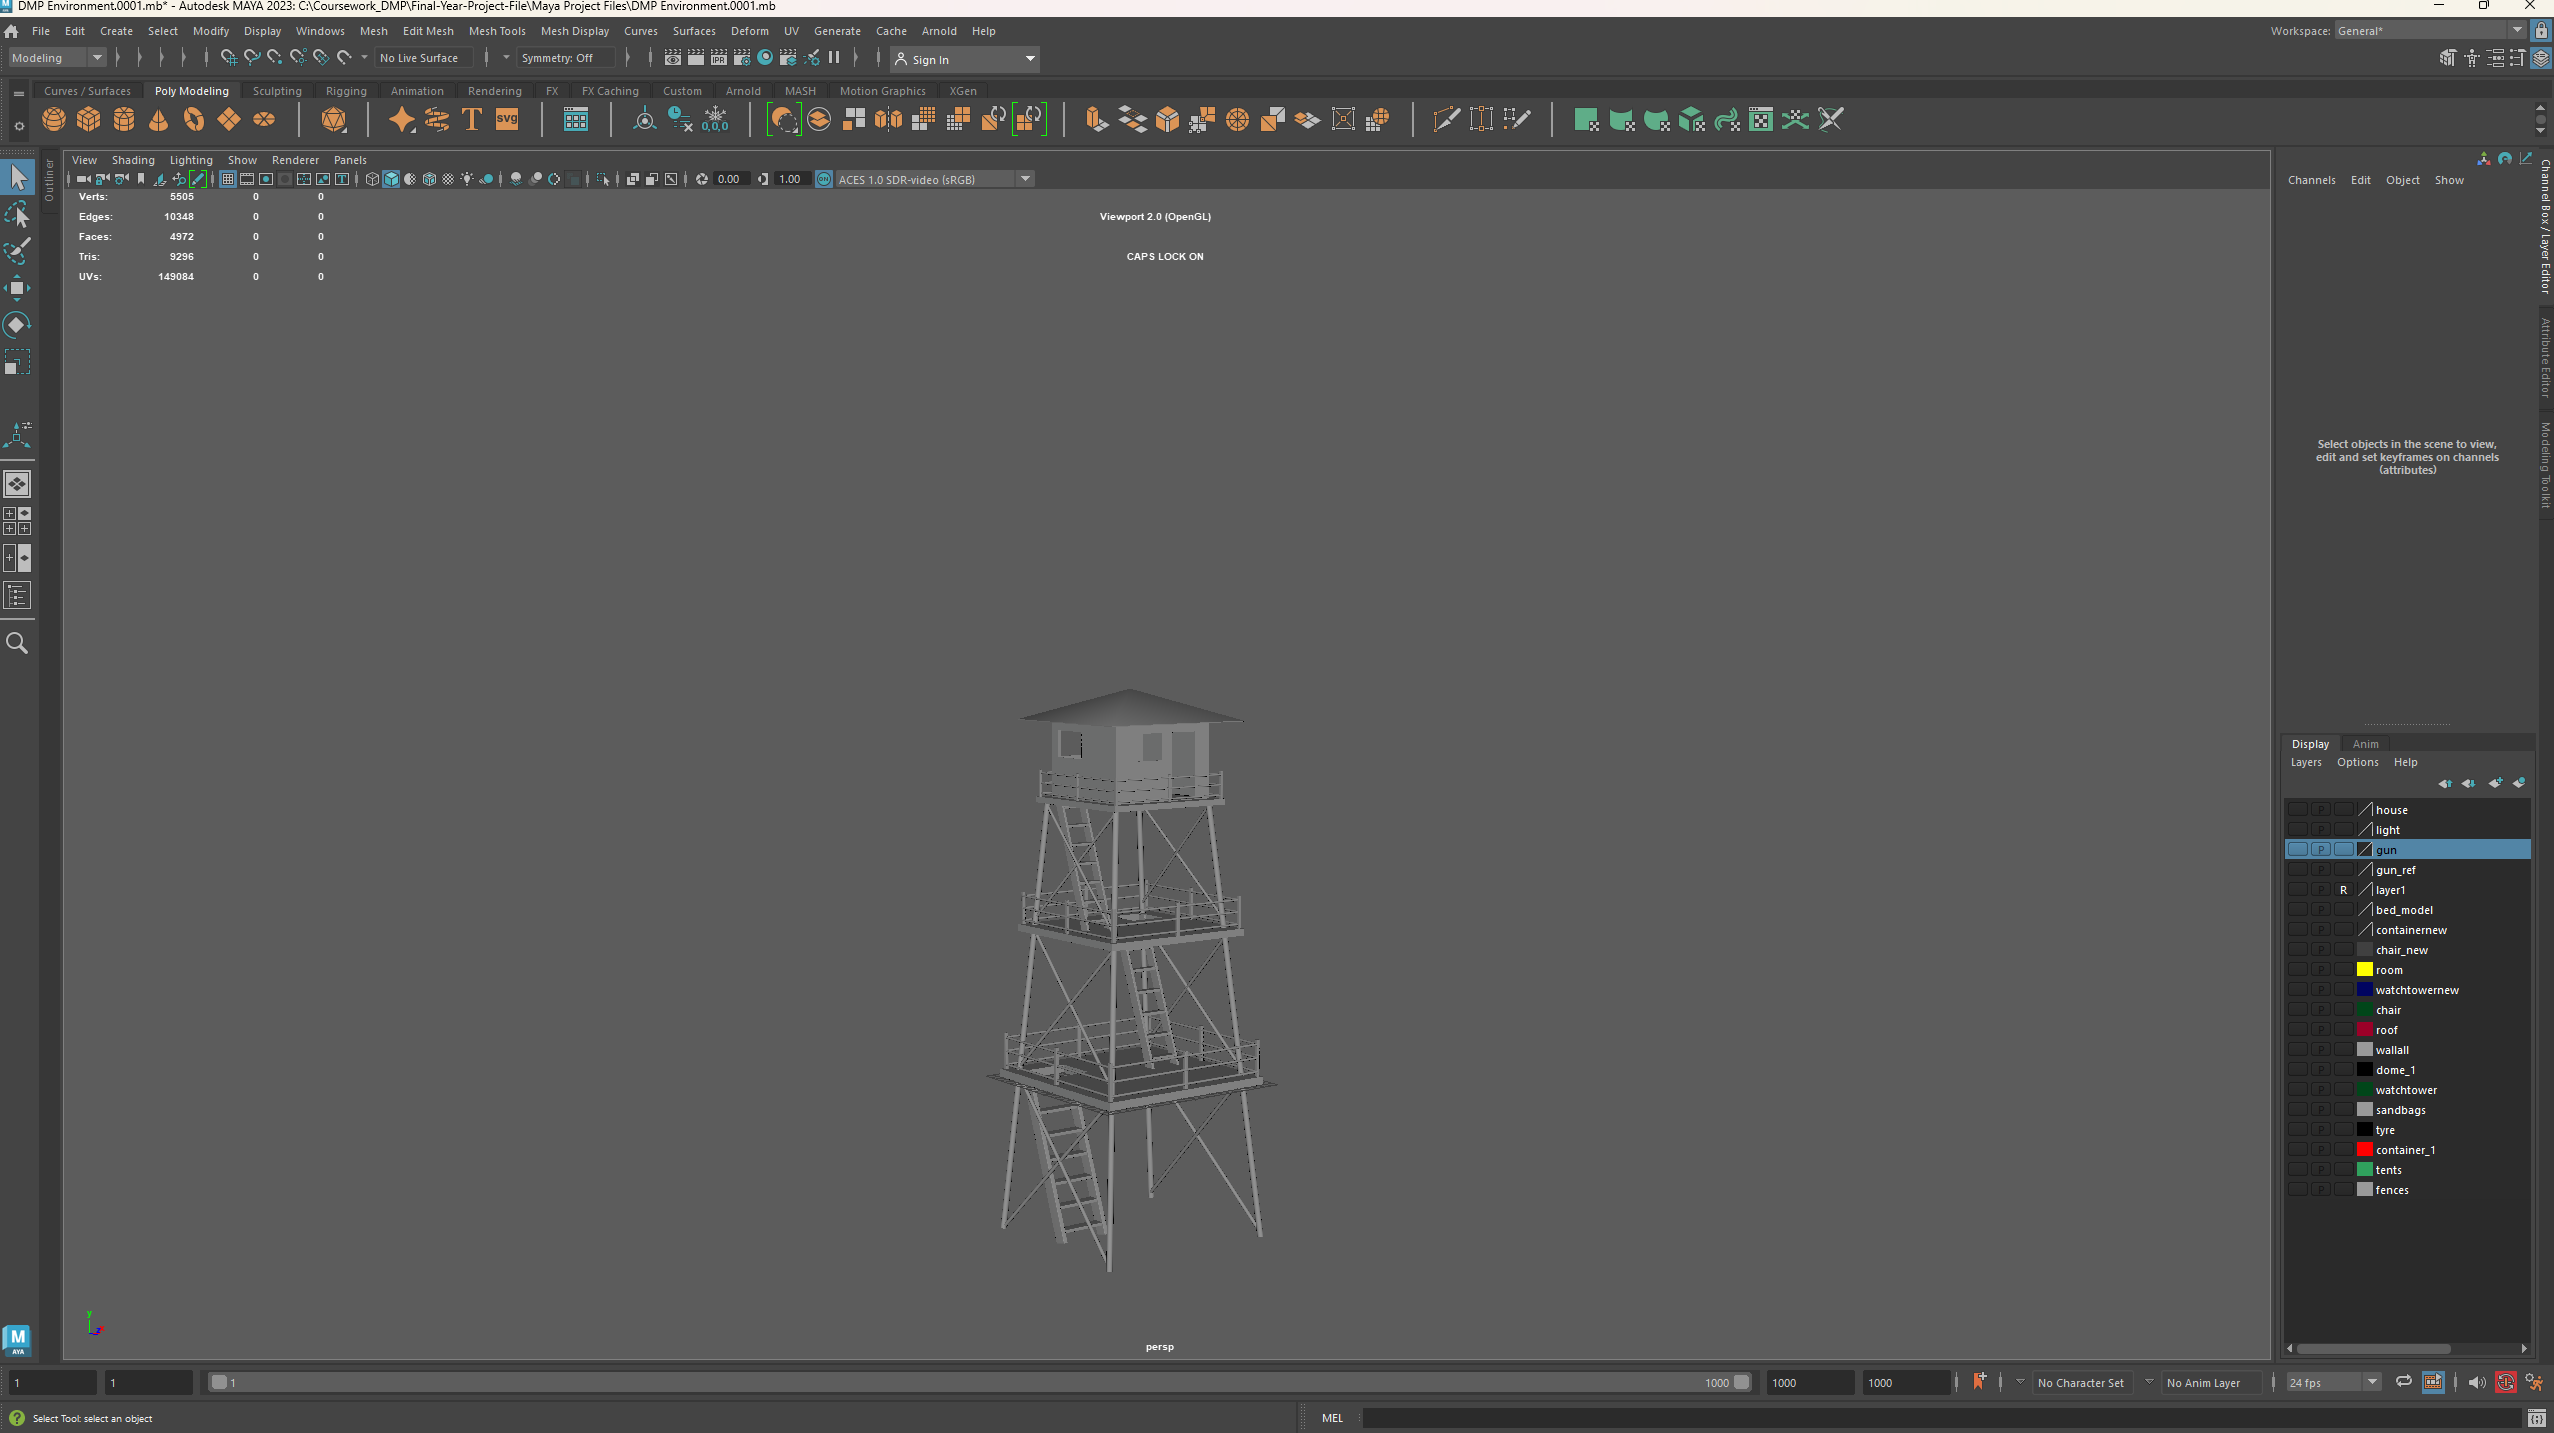 DMP Environment.0001.mb* - Autodesk MAYA 2023: C:\Coursework_DMP\Final-Year-Project-File\Maya Project Files\DMP Environment.0001.mb
File Edit Create Select Modify Display Windows Mesh Edit Mesh Mesh Tools Mesh Display Curves Surfaces Deform UV Generate Cache Arnold Help
Workspace: General*
Modeling
No Live Surface
Symmetry: Off
IPR
Sign In
Curves / Surfaces Poly Modeling Sculpting Rigging Animation Rendering FX FX Caching Custom Arnold Motion Graphics MASH XGen
T
SVG
0,0,0
Outliner
View Shading Lighting Show Renderer Panels
0.00
1.00
ON
ACES 1.0 SDR-video (sRGB)
Verts: 5505 0 0
Edges: 10348 0 0
Faces: 4972 0 0
Tris: 9296 0 0
UVs: 149084 0 0
Viewport 2.0 (OpenGL)
CAPS LOCK ON
persp
y
Channels Edit Object Show
Select objects in the scene to view,
edit and set keyframes on channels
(attributes)
Channel Box / Layer Editor
Attribute Editor
Modeling Toolkit
Display Anim
Layers Options Help
P house
P light
P gun
P gun_ref
P R layer1
P bed_model
P containernew
P chair_new
P room
P watchtowernew
P chair
P roof
P wallall
P dome_1
P watchtower
P sandbags
P tyre
P container_1
P tents
P fences
M
AYA
1
1
1
1000
1000
1000
No Character Set
No Anim Layer
24 fps
Select Tool: select an object
MEL